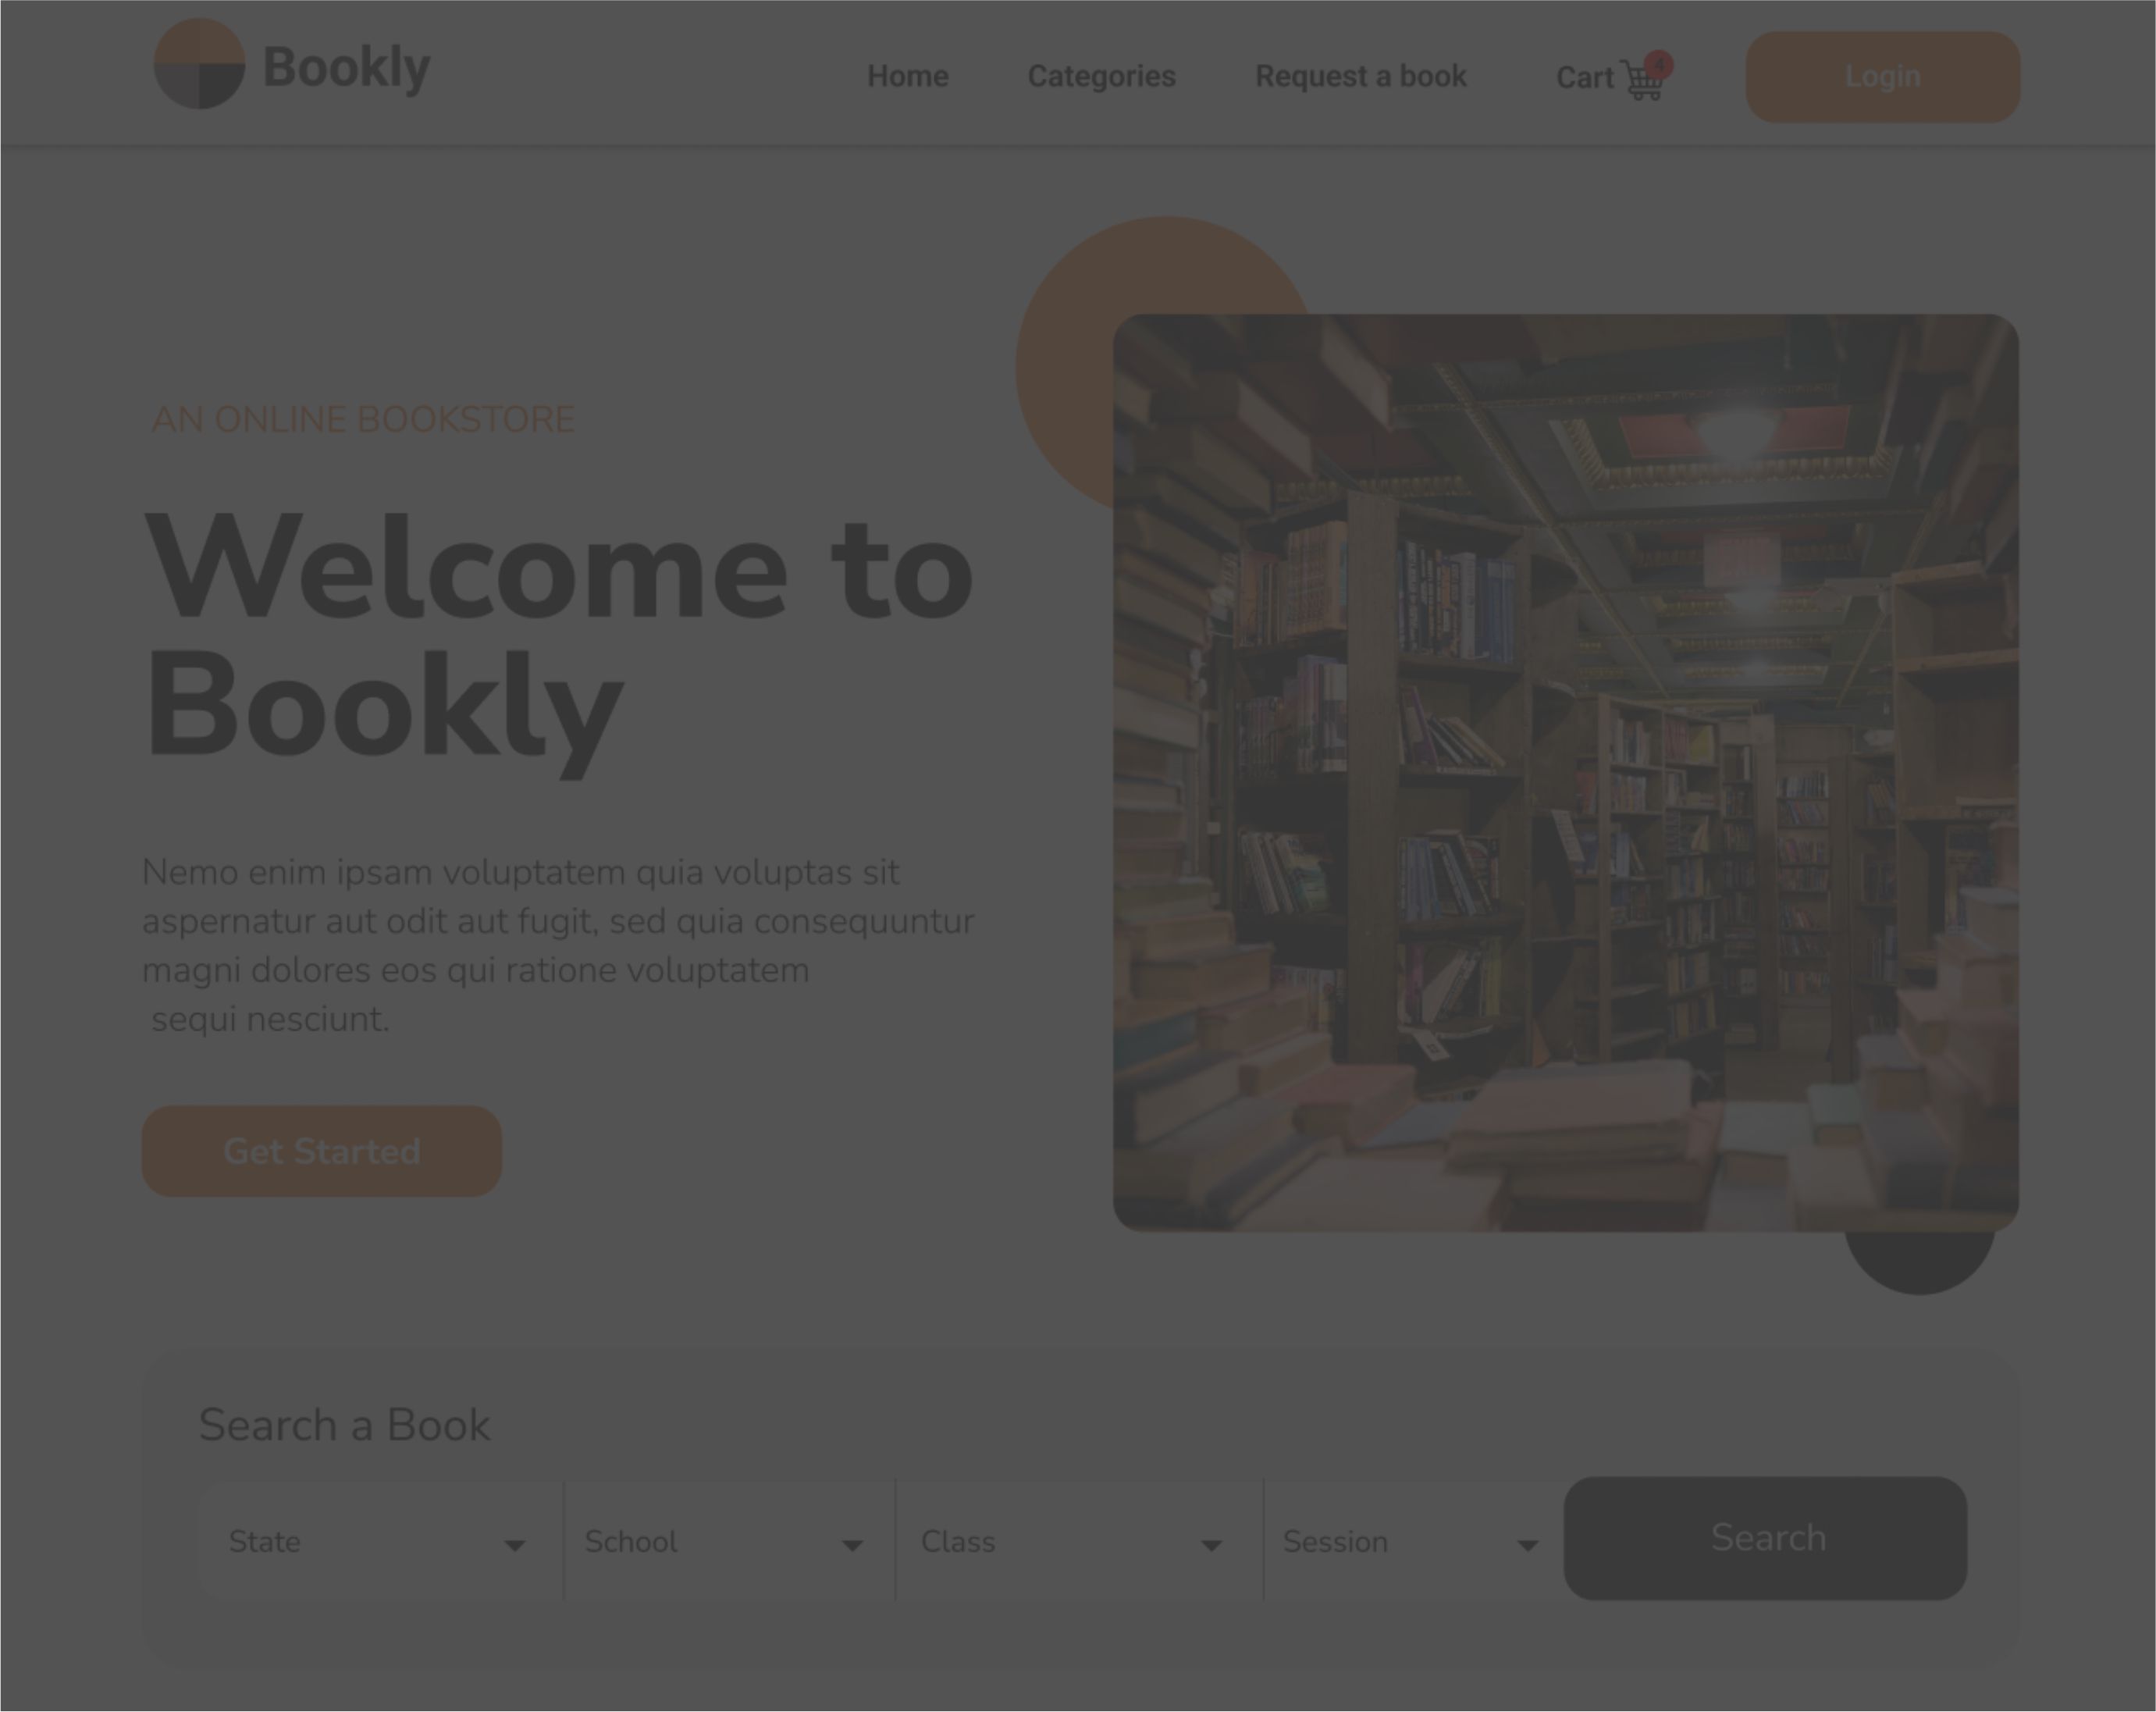 Bookly
Home
Categories
Request a book
Cart
4
Login
AN ONLINE BOOKSTORE
Welcome to
Bookly
Nemo enim ipsam voluptatem quia voluptas sit
aspernatur aut odit aut fugit, sed quia consequuntur
magni dolores eos qui ratione voluptatem
sequi nesciunt.
Get Started
Search a Book
State
School
Class
Session
Search